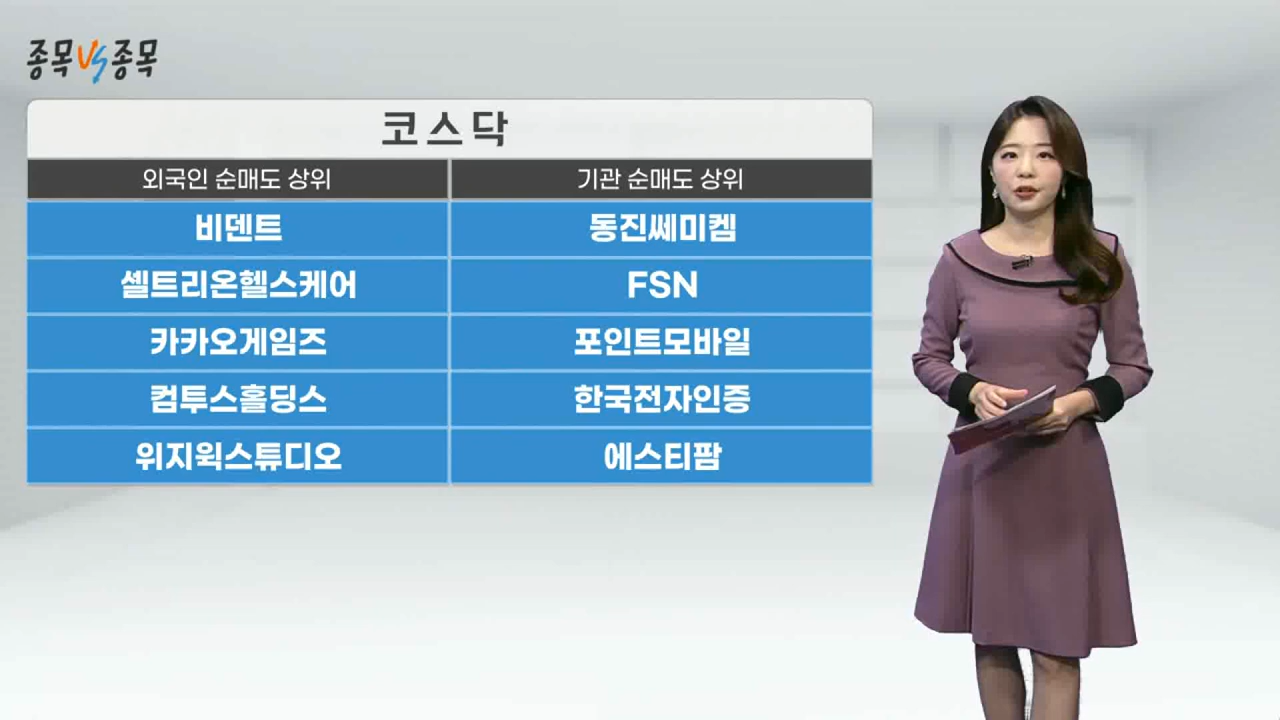 종목 VS 종목
코스닥
외국인 순매도 상위 기관 순매도 상위
비덴트 동진쎄미켐
셀트리온헬스케어 FSN
카카오게임즈 포인트모바일
컴투스홀딩스 한국전자인증
위지윅스튜디오 에스티팜